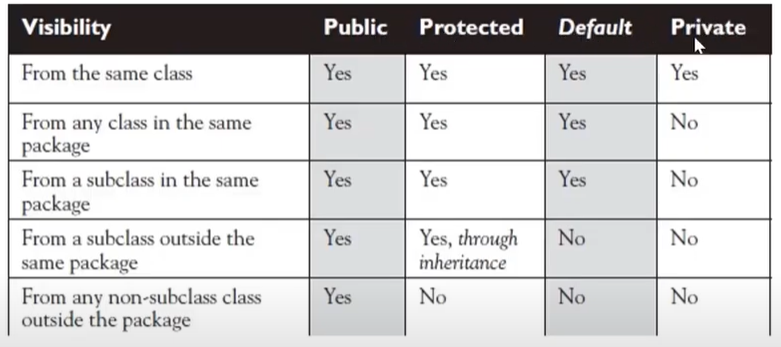 Visibility Public Protected Default Private
From the same class Yes Yes Yes Yes
From any class in the same package Yes Yes Yes No
From a subclass in the same package Yes Yes Yes No
From a subclass outside the same package Yes Yes, through inheritance No No
From any non-subclass class outside the package Yes No No No